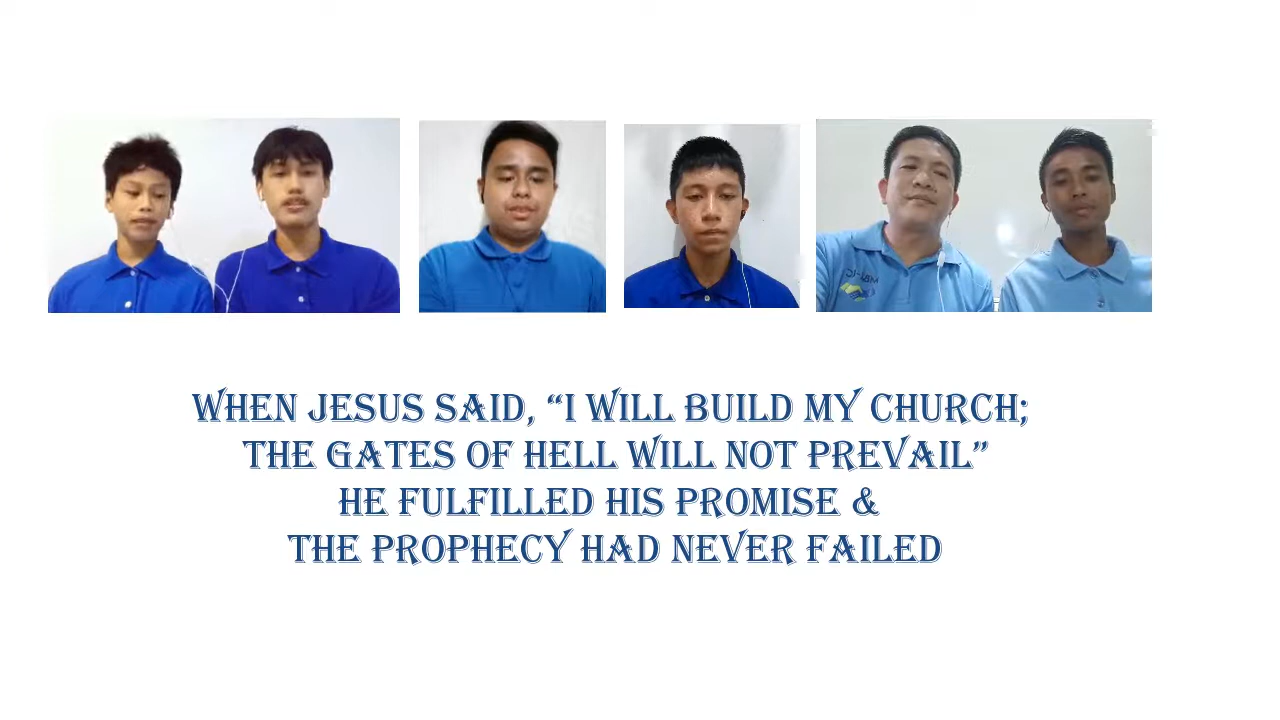 WHEN JESUS SAID, “I WILL BUILD MY CHURCH;
THE GATES OF HELL WILL NOT PREVAIL”
HE FULFILLED HIS PROMISE &
THE PROPHECY HAD NEVER FAILED